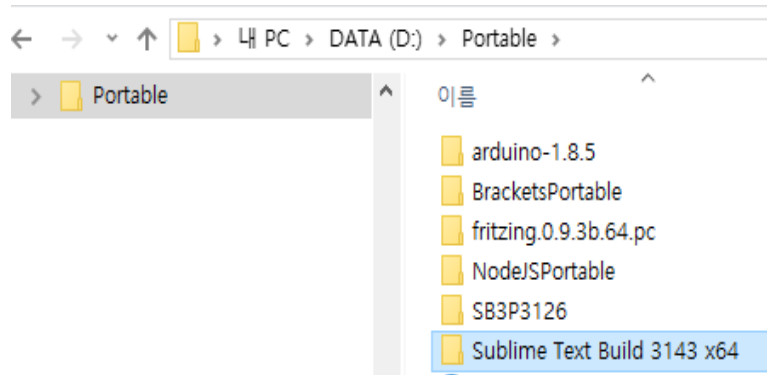 내 PC > DATA (D:) > Portable >
Portable
이름
arduino-1.8.5
BracketsPortable
fritzing.0.9.3b.64.pc
NodeJSPortable
SB3P3126
Sublime Text Build 3143 x64